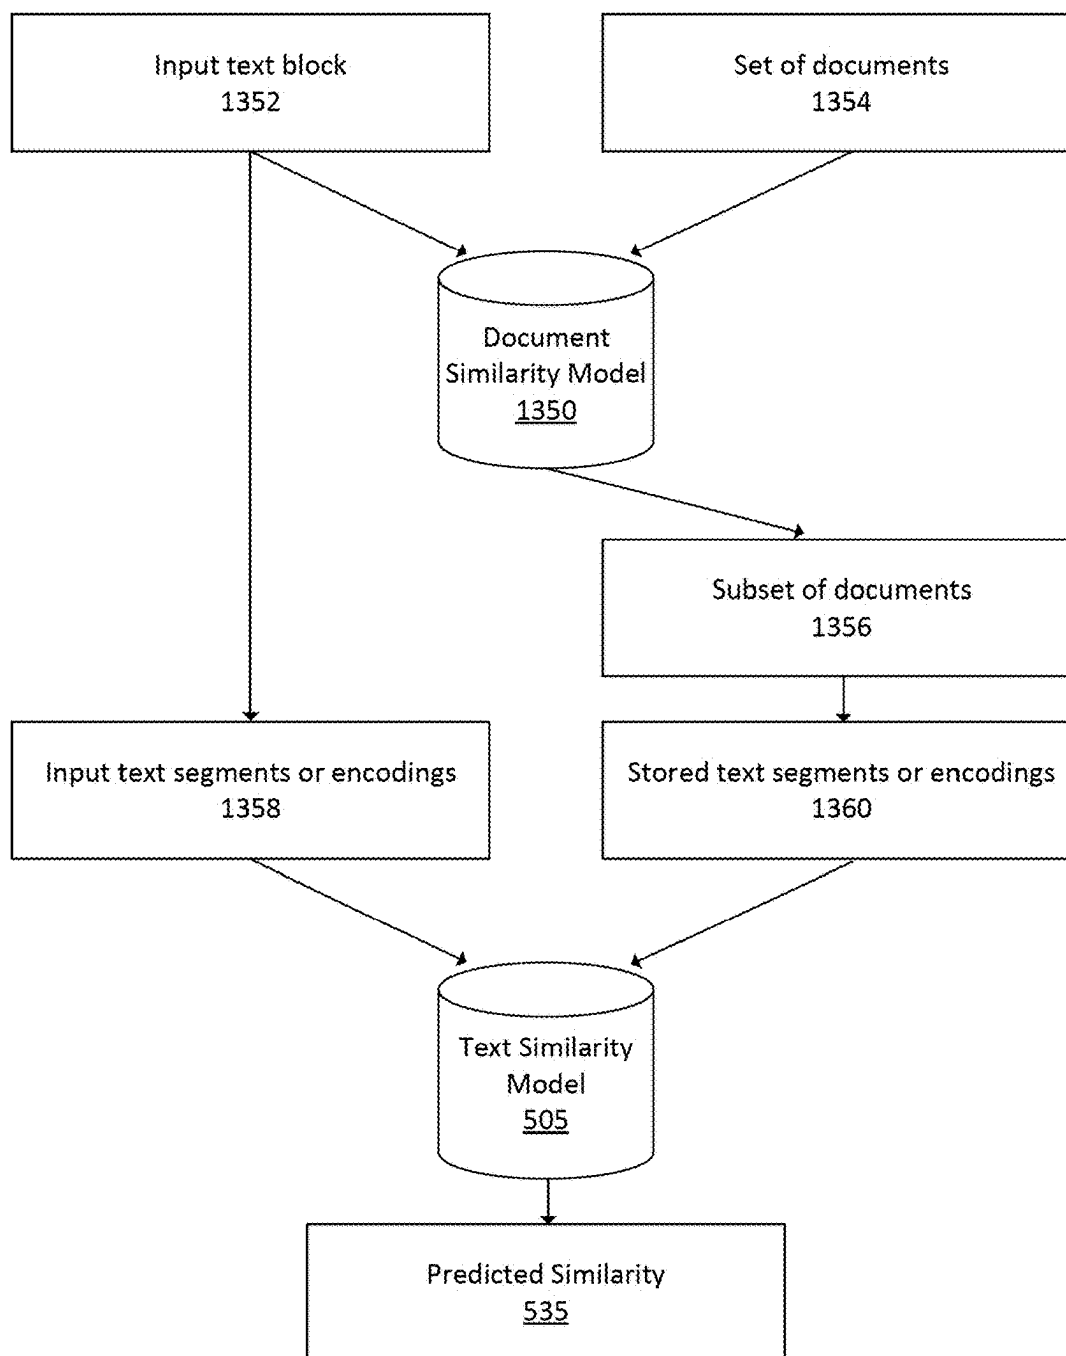 Input text block
1352
Set of documents
1354
Document
Similarity Model
1350
Subset of documents
1356
Input text segments or encodings
1358
Stored text segments or encodings
1360
Text Similarity
Model
505
Predicted Similarity
535